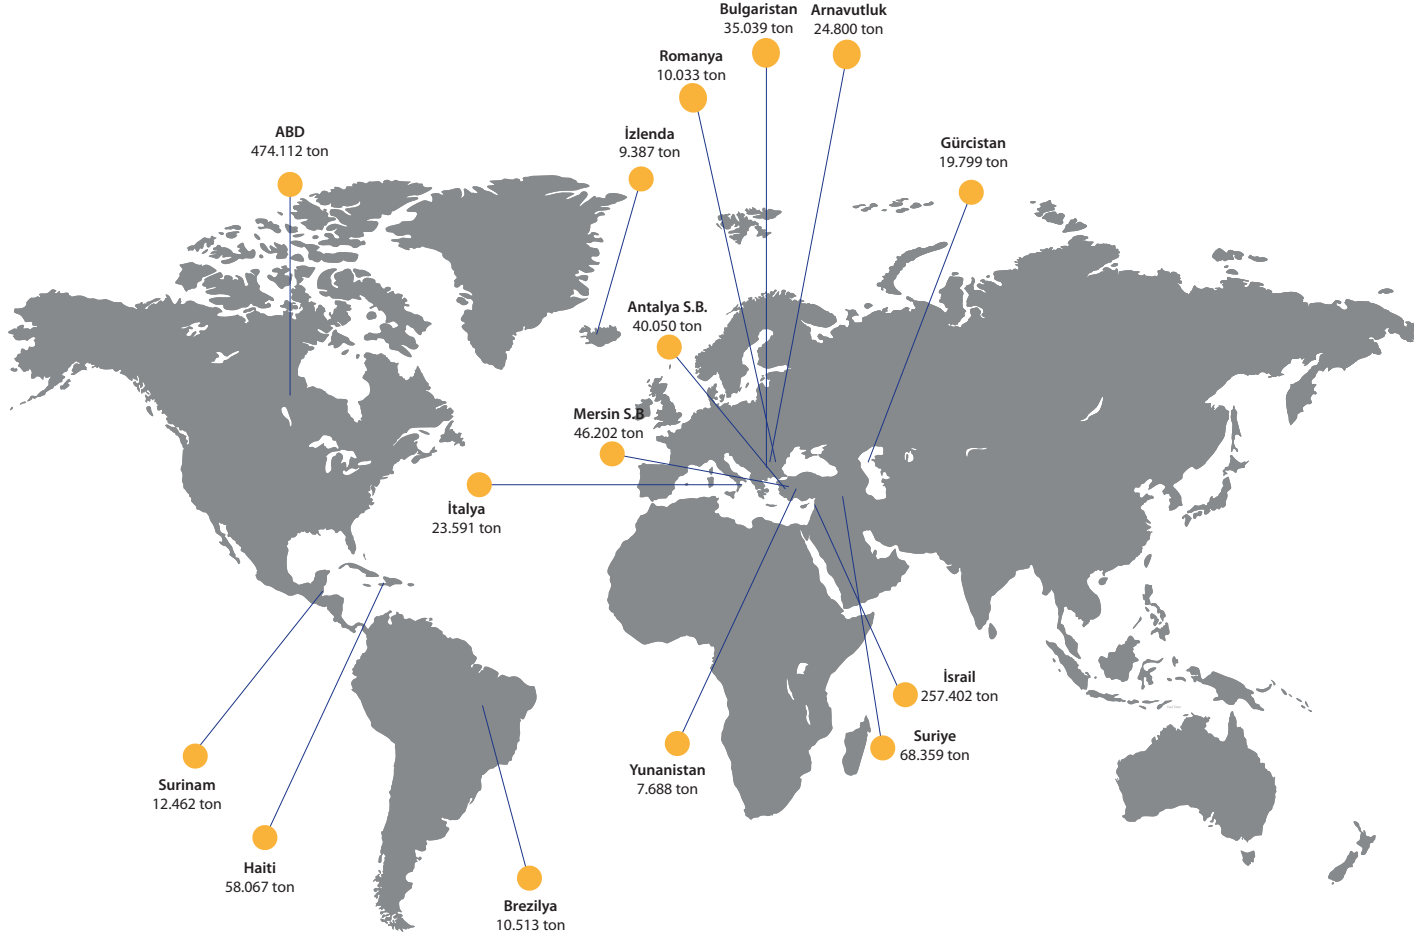 Bulgaristan
35.039 ton
Arnavutluk
24.800 ton
Romanya
10.033 ton
ABD
474.112 ton
İzlenda
9.387 ton
Gürcistan
19.799 ton
Antalya S.B.
40.050 ton
Mersin S.B
46.202 ton
İtalya
23.591 ton
İsrail
257.402 ton
Suriye
68.359 ton
Yunanistan
7.688 ton
Surinam
12.462 ton
Haiti
58.067 ton
Brezilya
10.513 ton